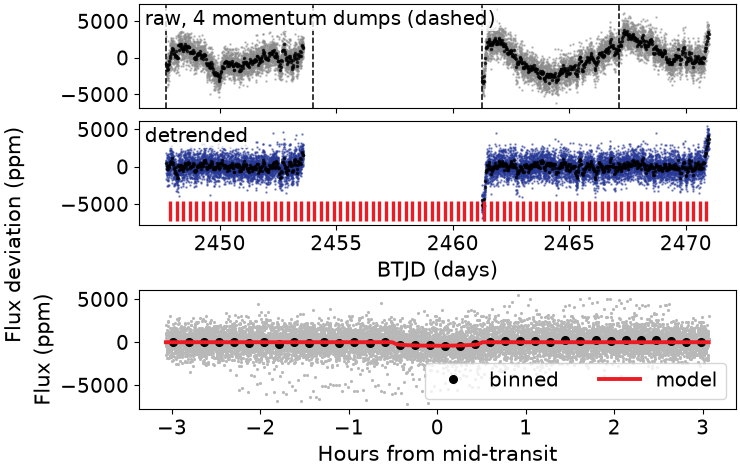 raw, 4 momentum dumps (dashed)
5000
0
−5000
detrended
5000
0
−5000
2450 2455 2460 2465 2470
BTJD (days)
Flux deviation (ppm)
5000
0
−5000
Flux (ppm)
binned model
−3 −2 −1 0 1 2 3
Hours from mid-transit